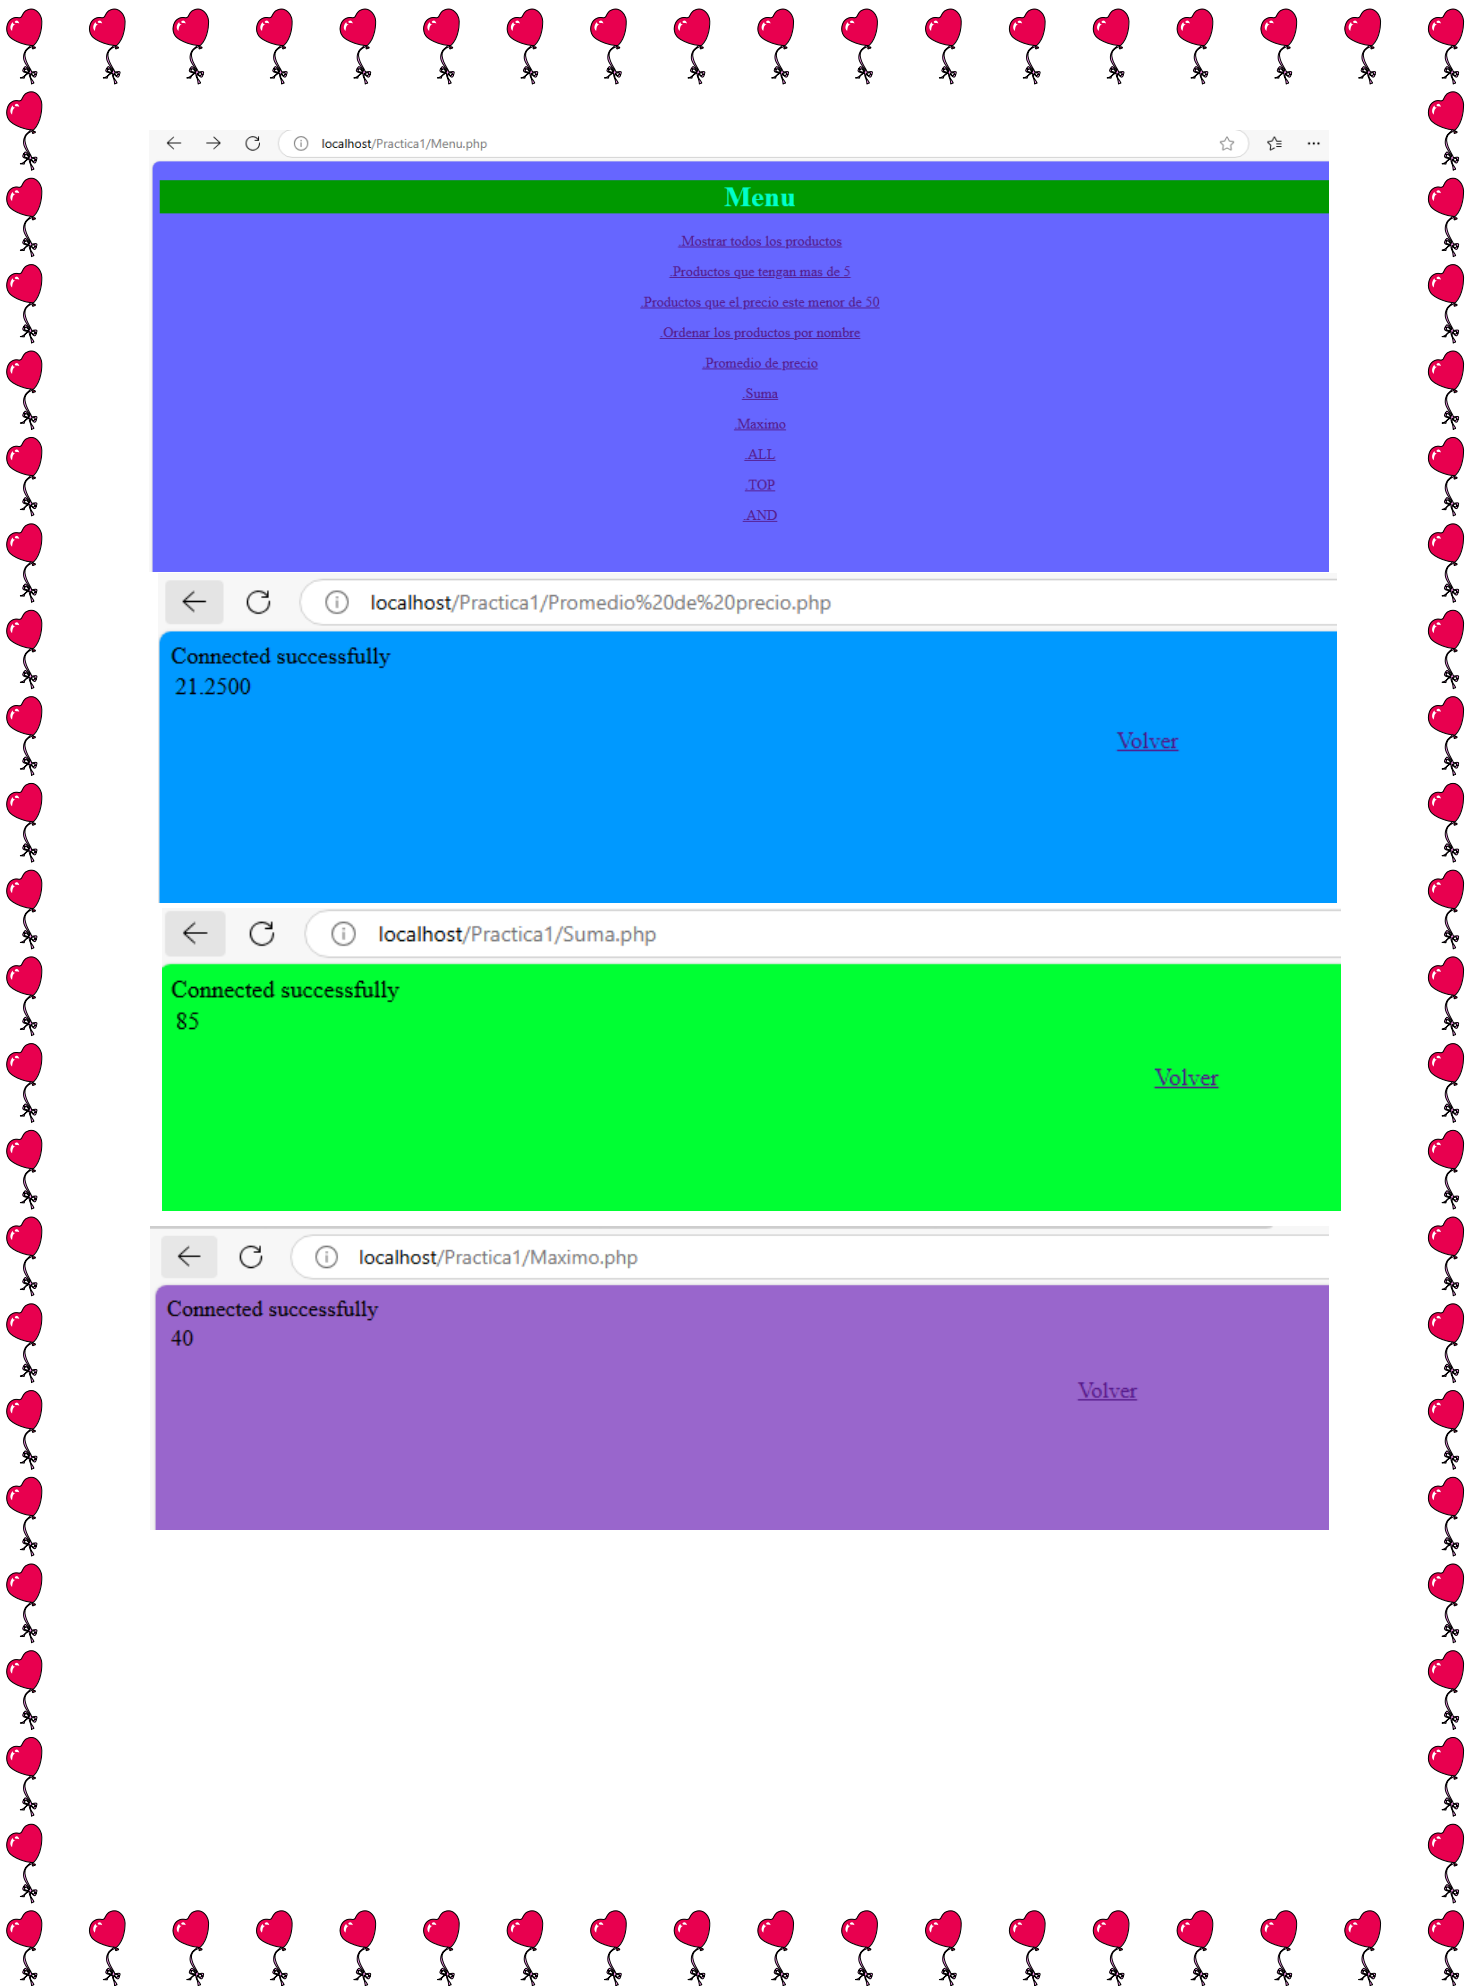 localhost/Practica1/Menu.php
Menu
.Mostrar todos los productos
.Productos que tengan mas de 5
.Productos que el precio este menor de 50
.Ordenar los productos por nombre
.Promedio de precio
.Suma
.Maximo
.ALL
.TOP
.AND
localhost/Practica1/Promedio%20de%20precio.php
Connected successfully
21.2500
Volver
localhost/Practica1/Suma.php
Connected successfully
85
Volver
localhost/Practica1/Maximo.php
Connected successfully
40
Volver